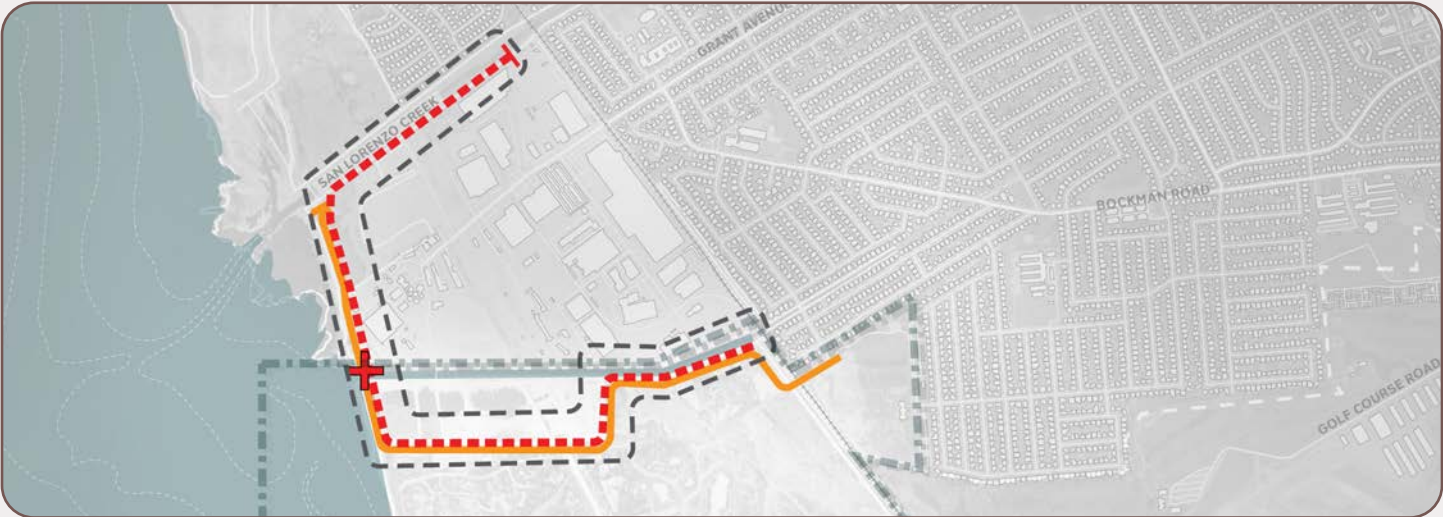 GRANT AVENUE
SAN LORENZO CREEK
BOCKMAN ROAD
GOLF COURSE ROAD